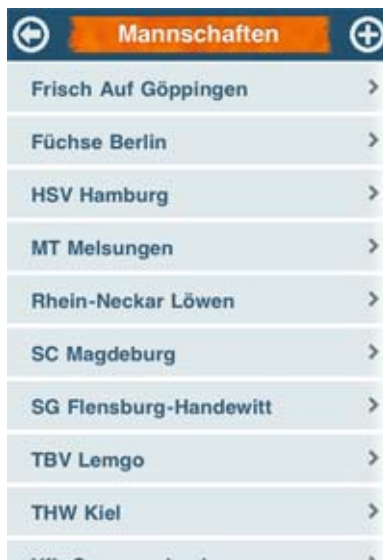 Mannschaften
Frisch Auf Göppingen
Füchse Berlin
HSV Hamburg
MT Melsungen
Rhein-Neckar Löwen
SC Magdeburg
SG Flensburg-Handewitt
TBV Lemgo
THW Kiel